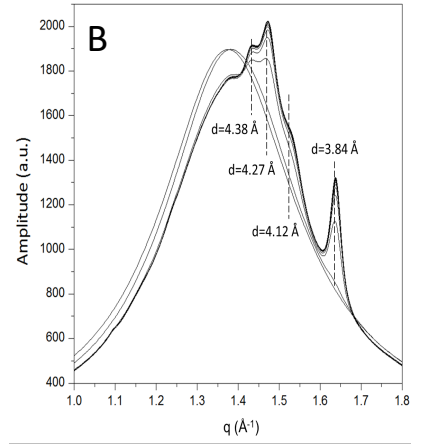 B
2000
1800
1600
1400
1200
1000
800
600
400
Amplitude (a.u.)
d=4.38 Å
d=4.27 Å
d=4.12 Å
d=3.84 Å
1.0 1.1 1.2 1.3 1.4 1.5 1.6 1.7 1.8
q (Å⁻¹)